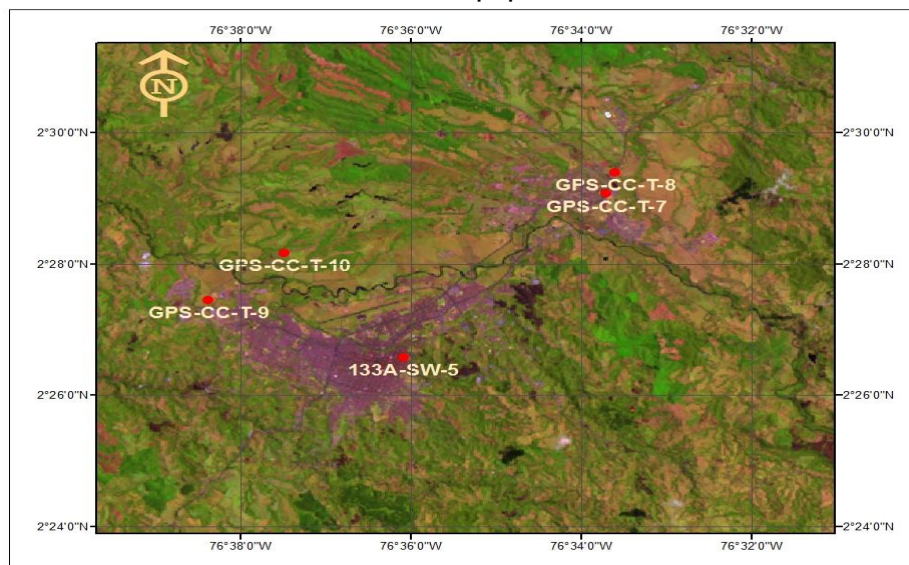 76°38'0"W 76°36'0"W 76°34'0"W 76°32'0"W
N
2°30'0"N 2°30'0"N
GPS-CC-T-8
GPS-CC-T-7
2°28'0"N 2°28'0"N
GPS-CC-T-10
GPS-CC-T-9
133A-SW-5
2°26'0"N 2°26'0"N
2°24'0"N 2°24'0"N
76°38'0"W 76°36'0"W 76°34'0"W 76°32'0"W